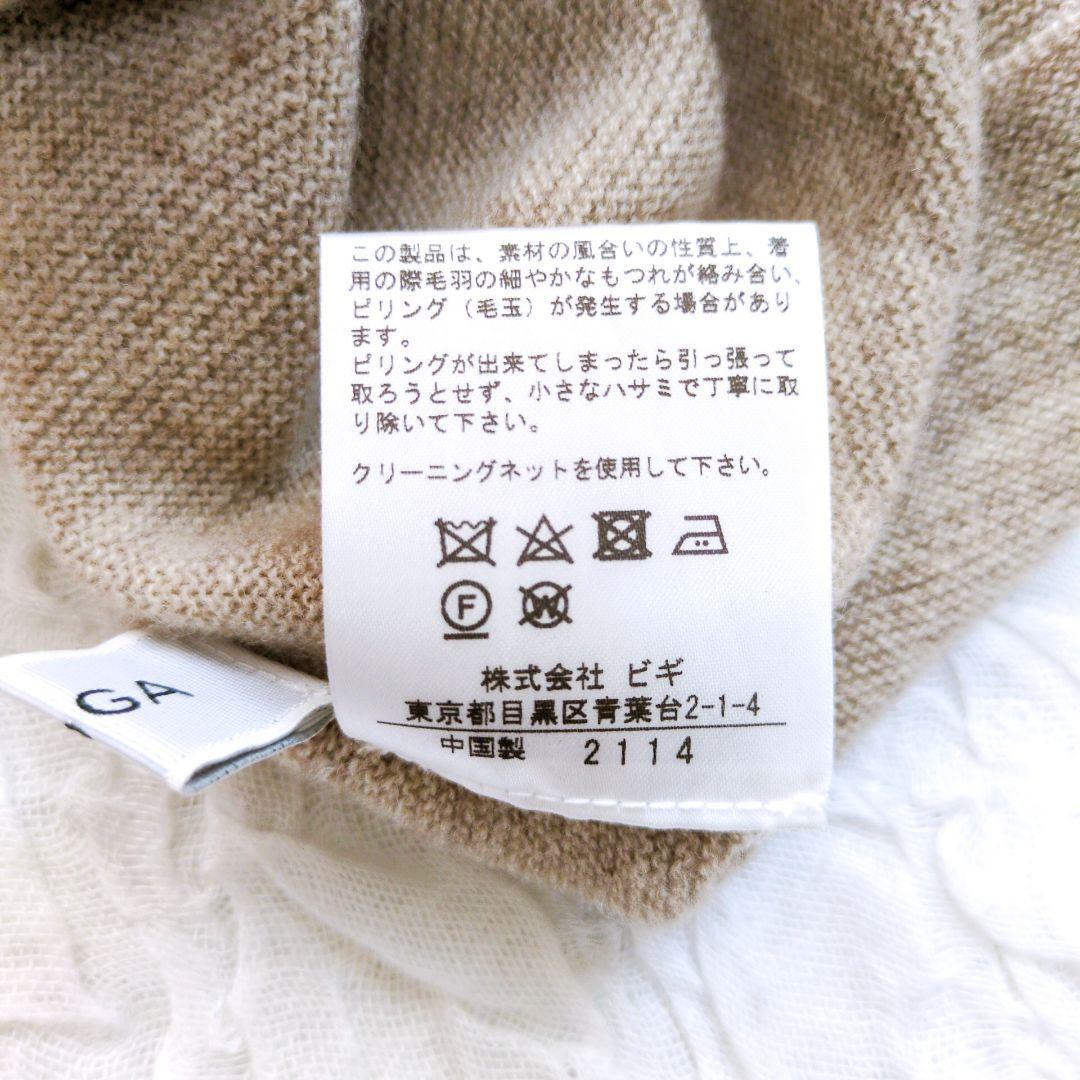 この製品は、素材の風合いの性質上、着
用の際毛羽の細やかなもつれが絡み合い、
ピリング（毛玉）が発生する場合があり
ます。
ピリングが出来てしまったら引っ張って
取ろうとせず、小さなハサミで丁寧に取
り除いて下さい。
クリーニングネットを使用して下さい。
F W
株式会社 ビギ
東京都目黒区青葉台2-1-4
中国製 2114
GA